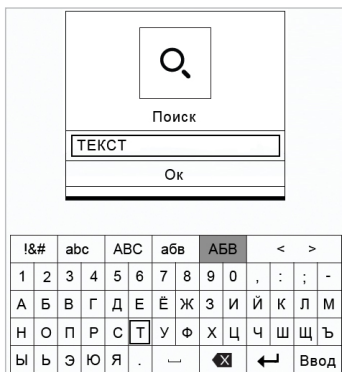 Поиск
ТЕКСТ
Ок
!&# abc ABC абв АБВ < >
1 2 3 4 5 6 7 8 9 0 , : ; -
А Б В Г Д Е Ё Ж З И Й К Л М
Н О П Р С Т У Ф Х Ц Ч Ш Щ Ъ
Ы Ь Э Ю Я . Ввод